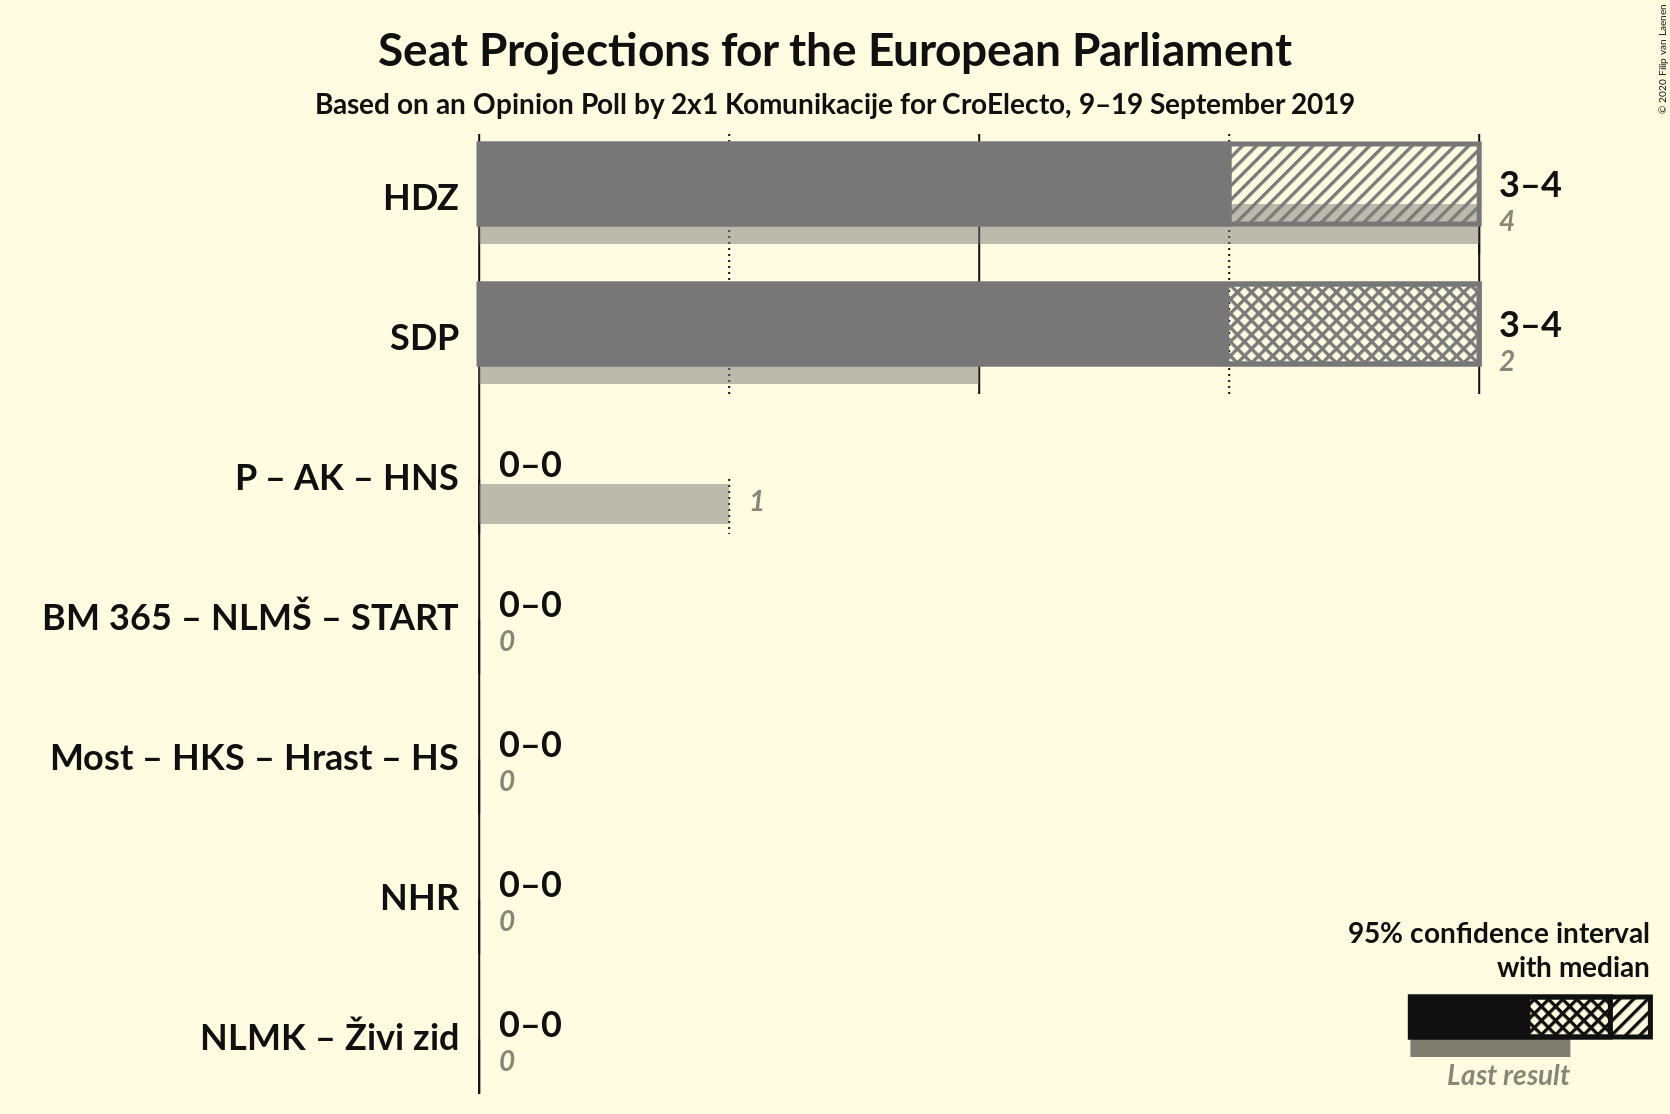 Seat Projections for the European Parliament
Based on an Opinion Poll by 2x1 Komunikacije for CroElecto, 9–19 September 2019
© 2020 Filip van Laenen
HDZ
3–4
4
SDP
3–4
2
P – AK – HNS
0–0
1
BM 365 – NLMŠ – START
0–0
0
Most – HKS – Hrast – HS
0–0
0
NHR
0–0
0
NLMK – Živi zid
0–0
0
95% confidence interval
with median
Last result